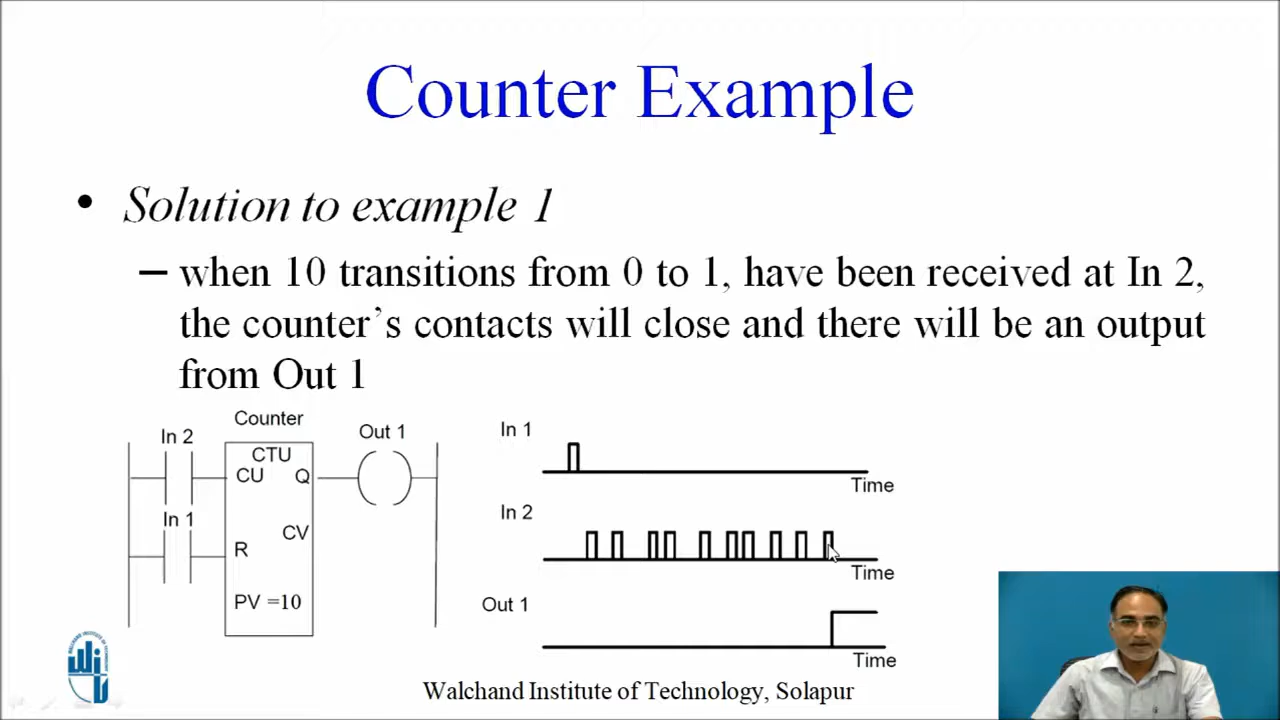 Counter Example
• Solution to example 1
– when 10 transitions from 0 to 1, have been received at In 2,
the counter's contacts will close and there will be an output
from Out 1
Counter
In 2
CTU
CU Q
Out 1
In 1
CV
R
PV =10
In 1
Time
In 2
Time
Out 1
Time
Walchand Institute of Technology, Solapur